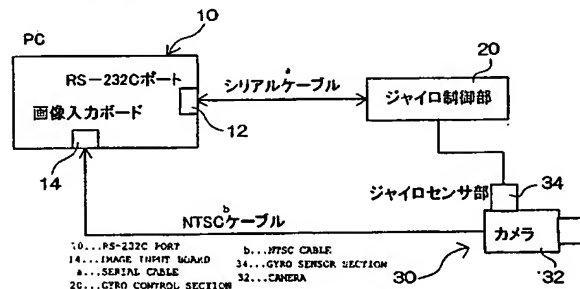 10
PC
RS-232Cポート
a
シリアルケーブル
20
ジャイロ制御部
画像入力ボード
12
14
ジャイロセンサ部
34
b
NTSCケーブル
カメラ
30
32
10...RS-232C PORT
14...IMAGE INPUT BOARD
a...SERIAL CABLE
20...GYRO CONTROL SECTION
b...NTSC CABLE
34...GYRO SENSOR SECTION
32...CAMERA